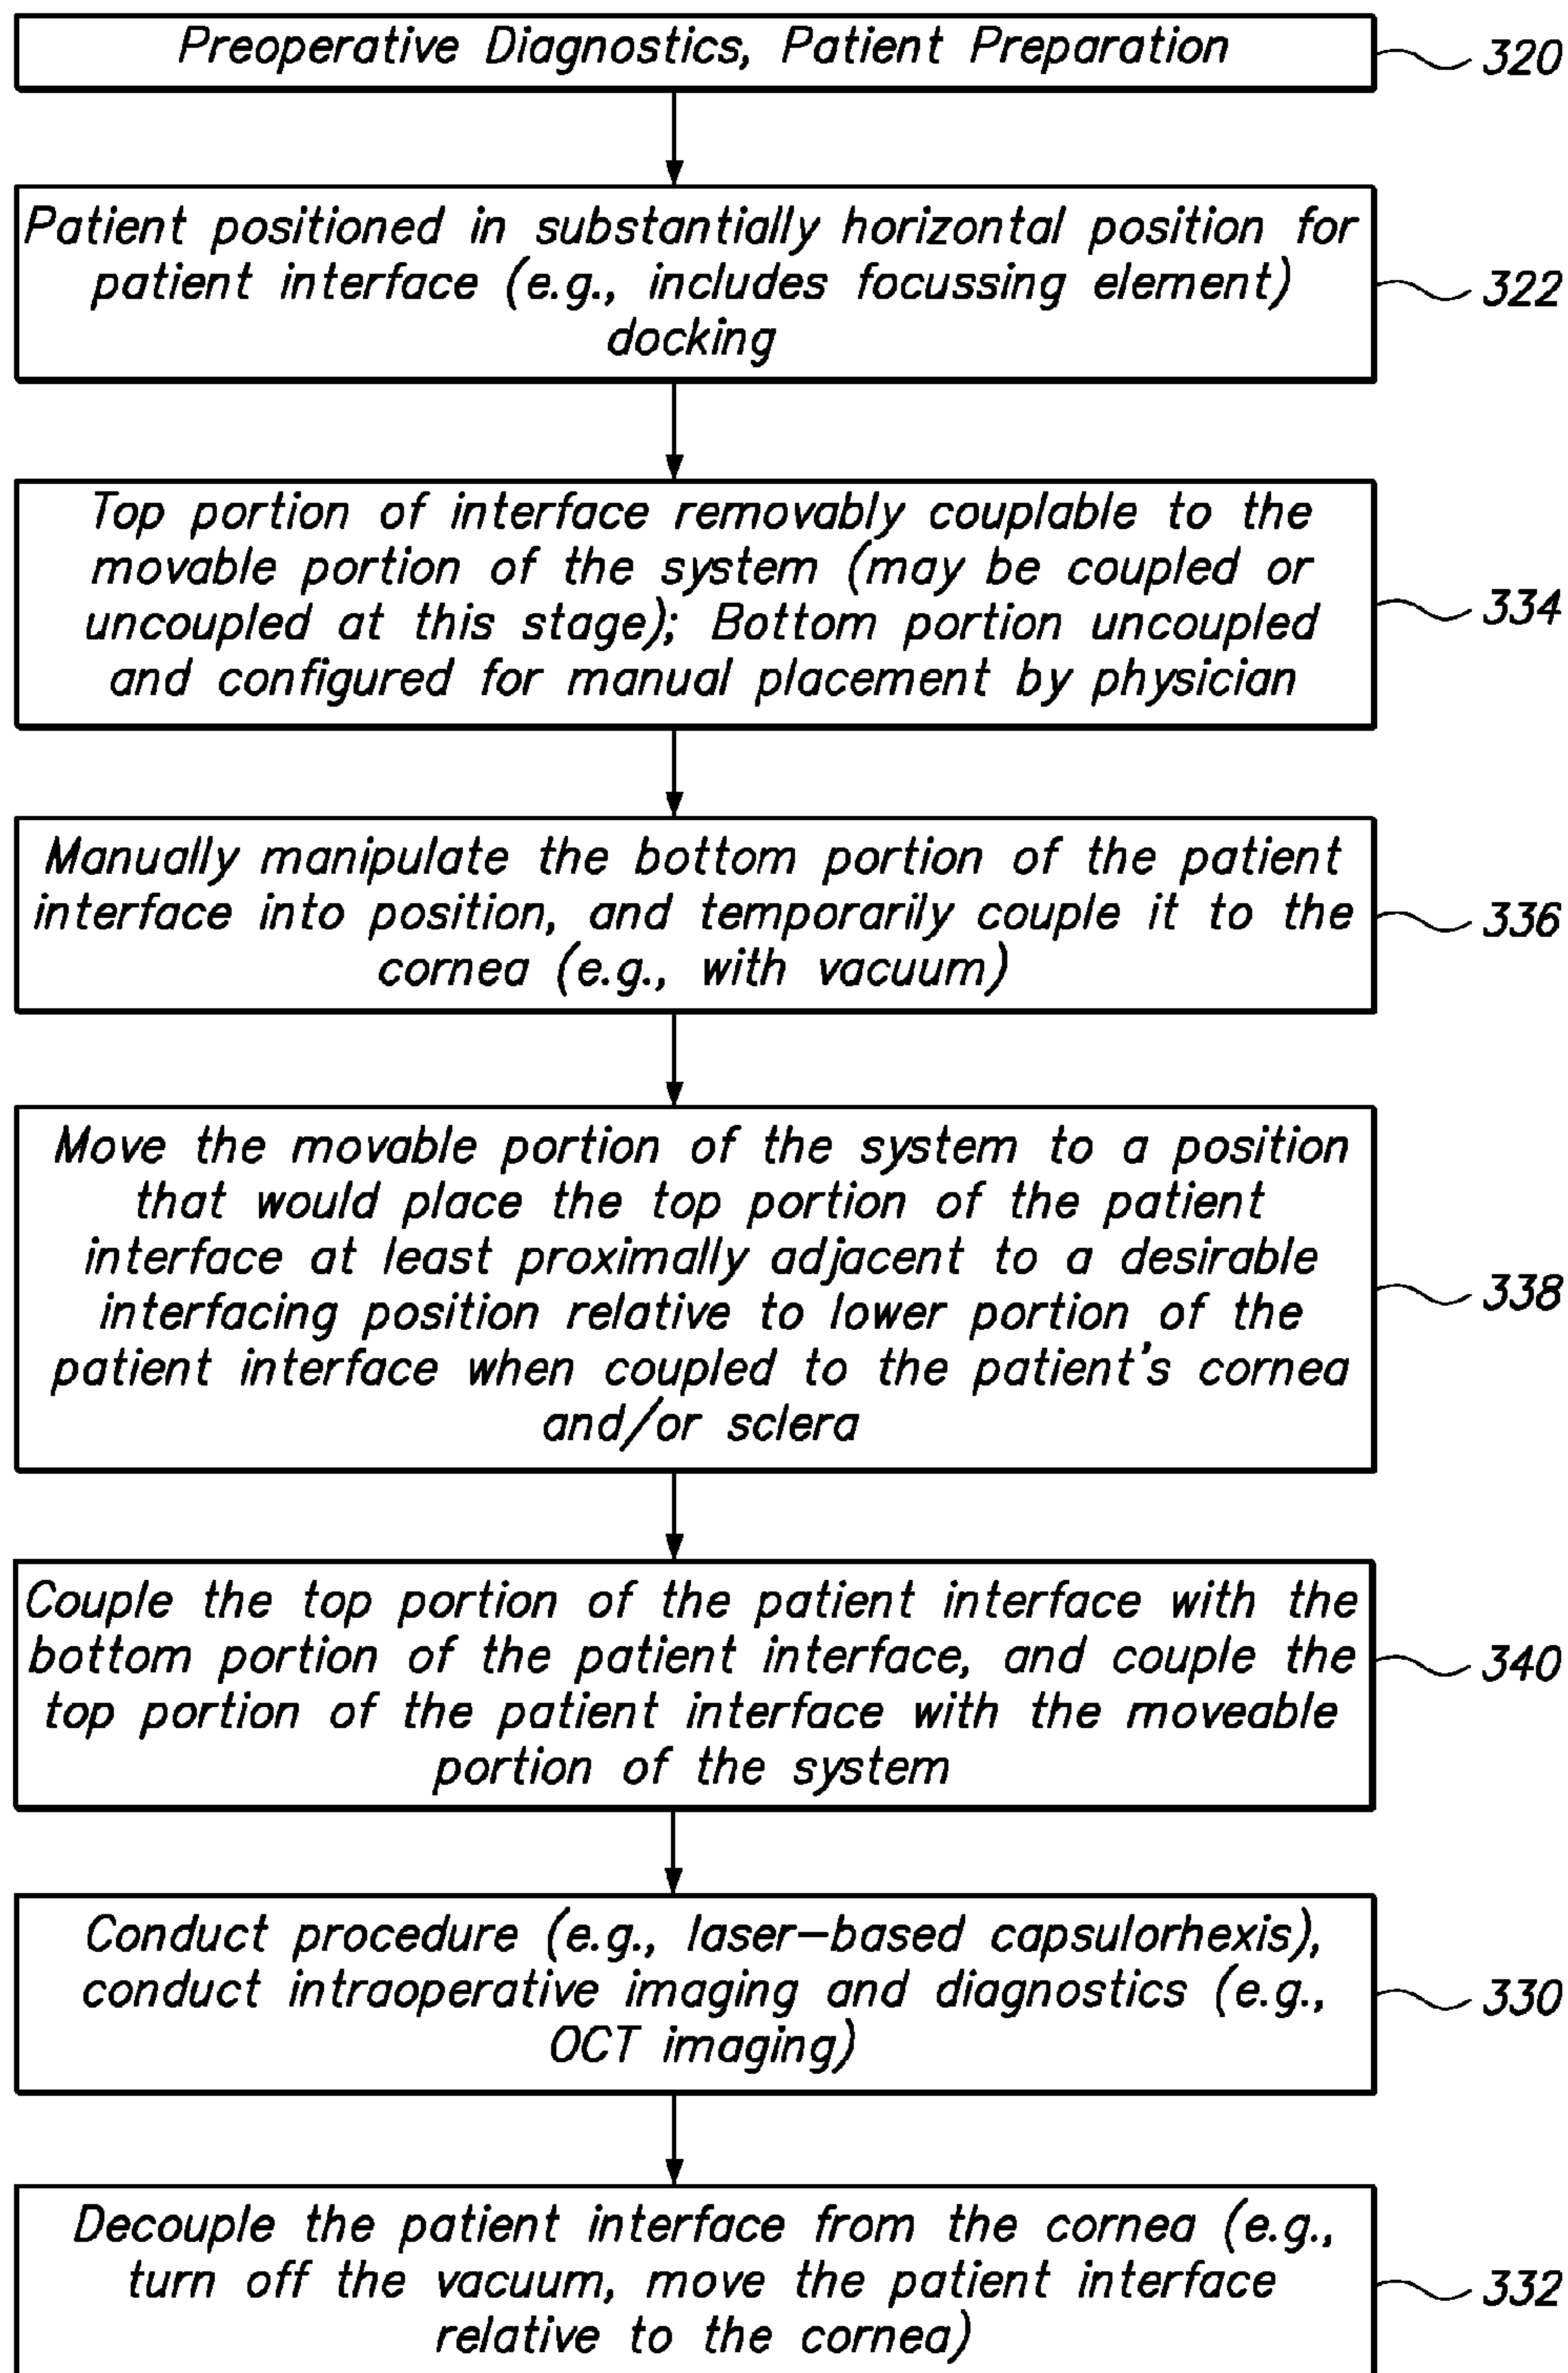 Preoperative Diagnostics, Patient Preparation
320
Patient positioned in substantially horizontal position for
patient interface (e.g., includes focussing element)
docking
322
Top portion of interface removably couplable to the
movable portion of the system (may be coupled or
uncoupled at this stage); Bottom portion uncoupled
and configured for manual placement by physician
334
Manually manipulate the bottom portion of the patient
interface into position, and temporarily couple it to the
cornea (e.g., with vacuum)
336
Move the movable portion of the system to a position
that would place the top portion of the patient
interface at least proximally adjacent to a desirable
interfacing position relative to lower portion of the
patient interface when coupled to the patient's cornea
and/or sclera
338
Couple the top portion of the patient interface with the
bottom portion of the patient interface, and couple the
top portion of the patient interface with the moveable
portion of the system
340
Conduct procedure (e.g., laser-based capsulorhexis),
conduct intraoperative imaging and diagnostics (e.g.,
OCT imaging)
330
Decouple the patient interface from the cornea (e.g.,
turn off the vacuum, move the patient interface
relative to the cornea)
332